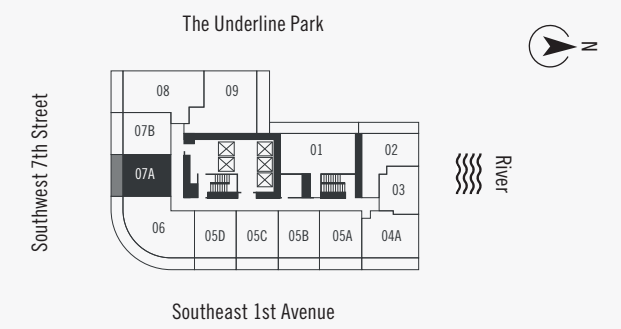 The Underline Park
N
08
09
Southwest 7th Street
07B
01
02
River
07A
03
06
05D
05C
05B
05A
04A
Southeast 1st Avenue